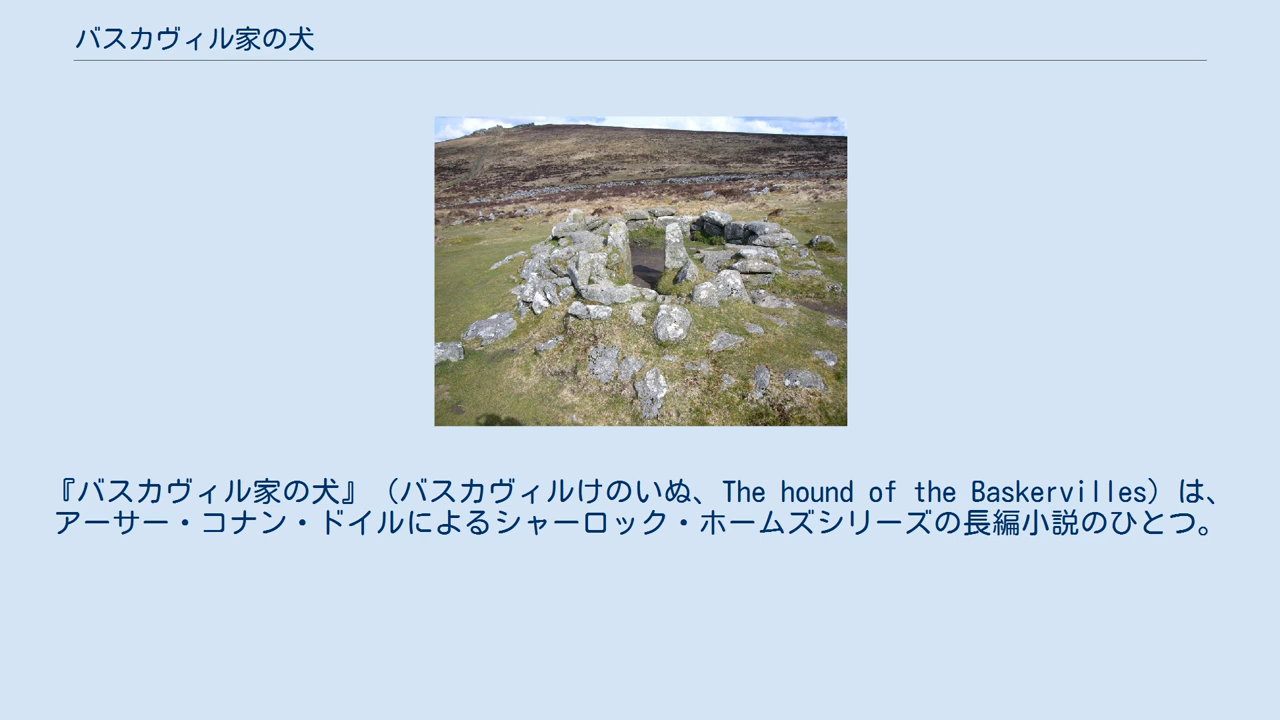 バスカヴィル家の犬
『バスカヴィル家の犬』（バスカヴィルけのいぬ、The hound of the Baskervilles）は、
アーサー・コナン・ドイルによるシャーロック・ホームズシリーズの長編小説のひとつ。